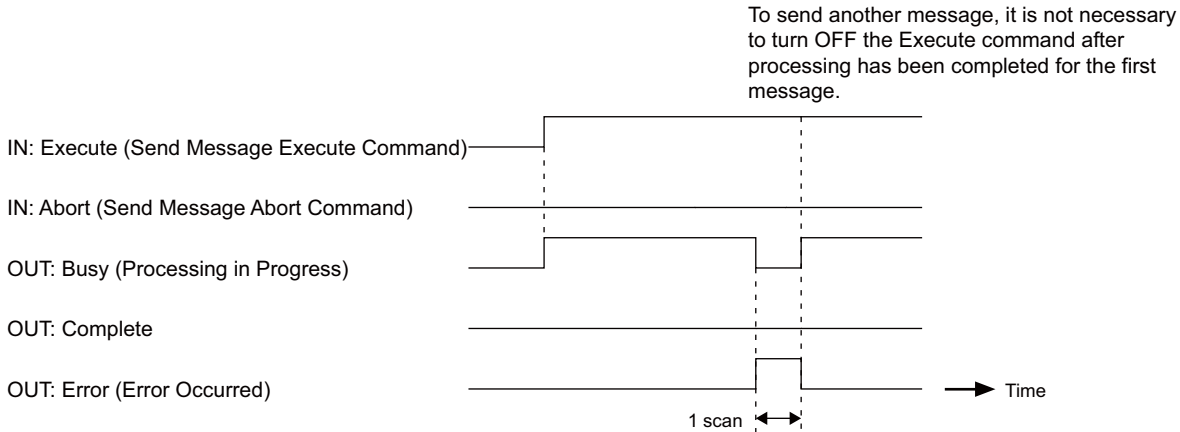 To send another message, it is not necessary
to turn OFF the Execute command after
processing has been completed for the first
message.
IN: Execute (Send Message Execute Command)
IN: Abort (Send Message Abort Command)
OUT: Busy (Processing in Progress)
OUT: Complete
OUT: Error (Error Occurred)
Time
1 scan